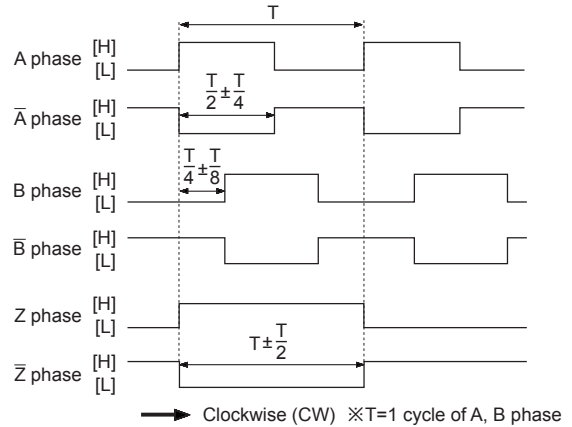 T
A phase [H]
[L]
T/2 ± T/4
A̅ phase [H]
[L]
T/4 ± T/8
B phase [H]
[L]
B̅ phase [H]
[L]
Z phase [H]
[L]
T ± T/2
Z̅ phase [H]
[L]
Clockwise (CW) ※T=1 cycle of A, B phase